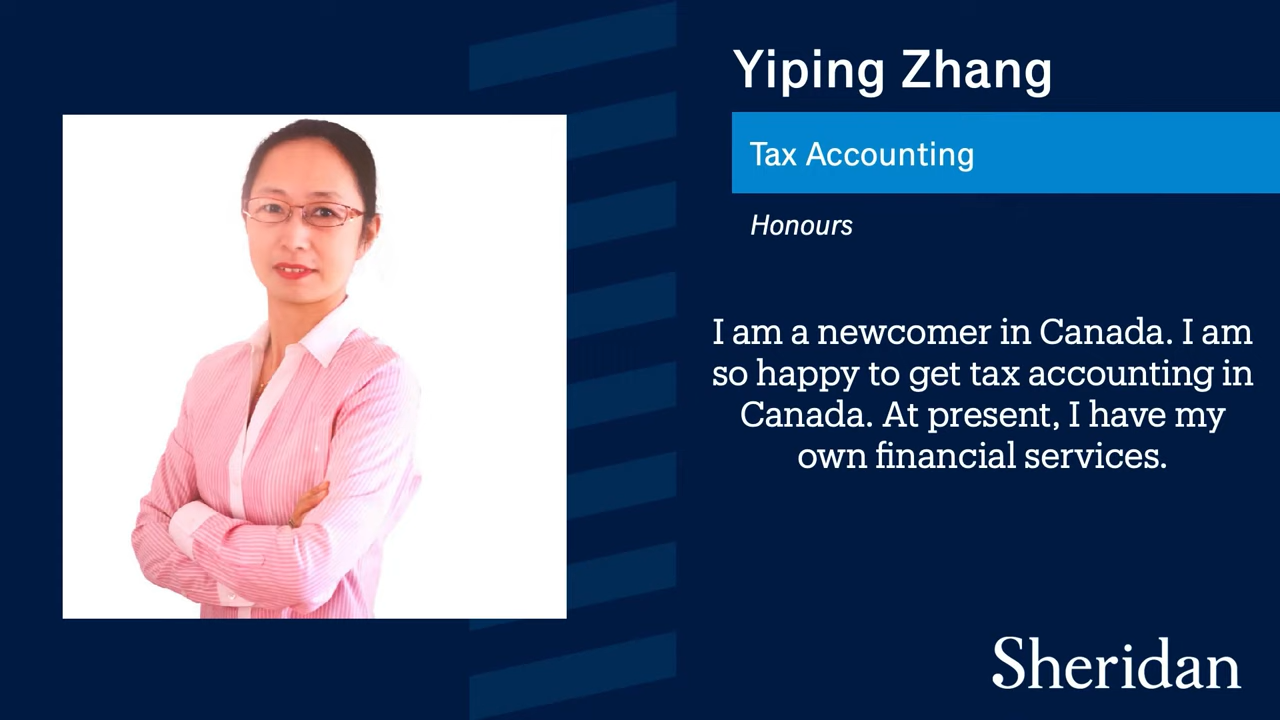 Yiping Zhang
Tax Accounting
Honours
I am a newcomer in Canada. I am
so happy to get tax accounting in
Canada. At present, I have my
own financial services.
Sheridan